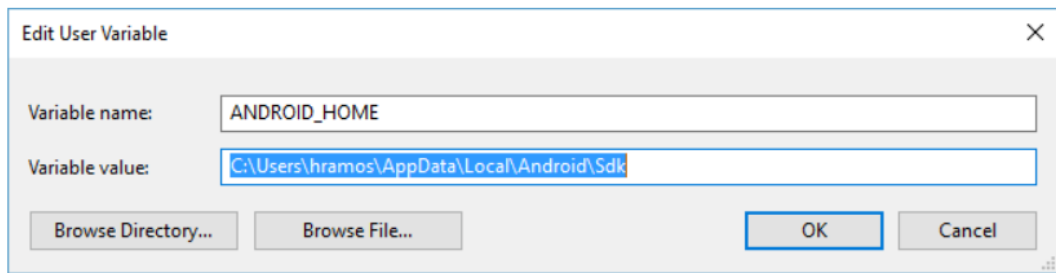 Edit User Variable
Variable name: ANDROID_HOME
Variable value: C:\Users\hramos\AppData\Local\Android\Sdk
Browse Directory... Browse File... OK Cancel